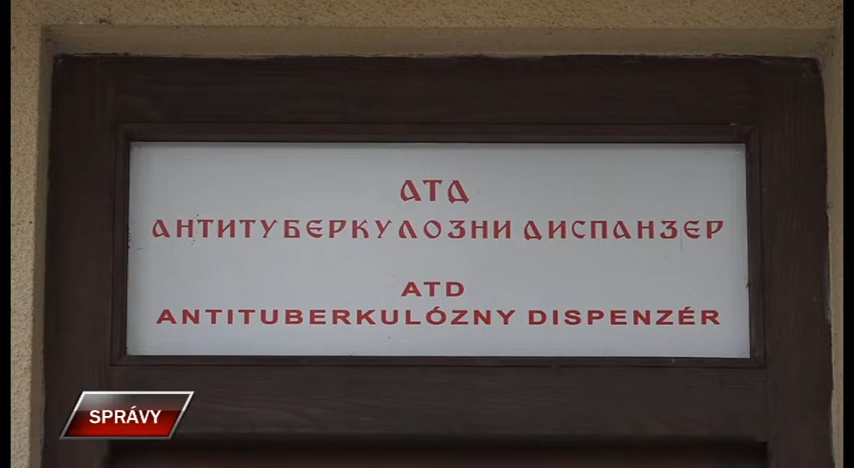 АТД
АНТИТУБЕРКУЛОЗНИ ДИСПАНЗЕР
ATD
ANTITUBERKULÓZNY DISPENZÉR
SPRÁVY